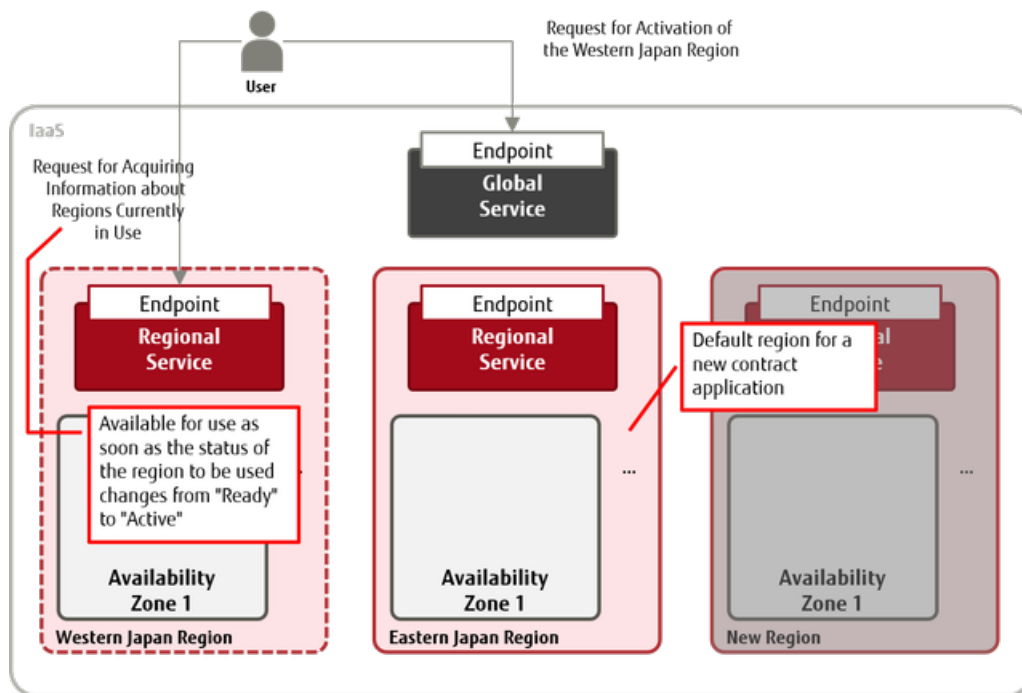 Request for Activation of
the Western Japan Region
User
IaaS
Request for Acquiring
Information about
Regions Currently
in Use
Endpoint
Global
Service
Endpoint
Regional
Service
Endpoint
Regional
Service
Endpoint
al
e
Default region for a
new contract
application
Available for use as
soon as the status of
the region to be used
changes from "Ready"
to "Active"
...
...
...
Availability
Zone 1
Availability
Zone 1
Availability
Zone 1
Western Japan Region
Eastern Japan Region
New Region